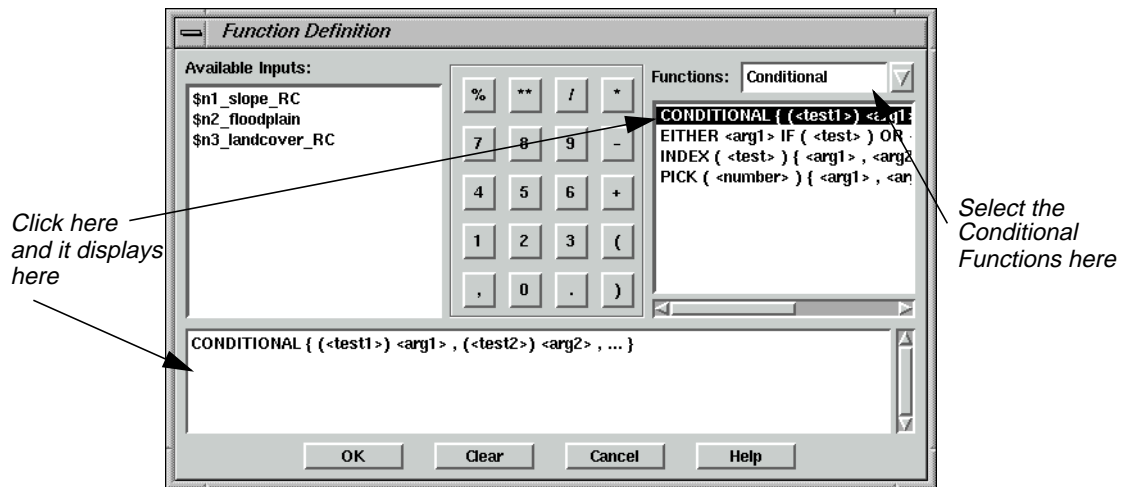 Function Definition
Available Inputs:
$n1_slope_RC
$n2_floodplain
$n3_landcover_RC
% ** / *
7 8 9 -
4 5 6 +
1 2 3 (
, 0 . )
Functions: Conditional
CONDITIONAL { (<test1>) <arg1>
EITHER <arg1> IF ( <test> ) OR
INDEX ( <test> ) { <arg1> , <arg2
PICK ( <number> ) { <arg1> , <ar
Click here
and it displays
here
Select the
Conditional
Functions here
CONDITIONAL { (<test1>) <arg1> , (<test2>) <arg2> , ... }
OK Clear Cancel Help